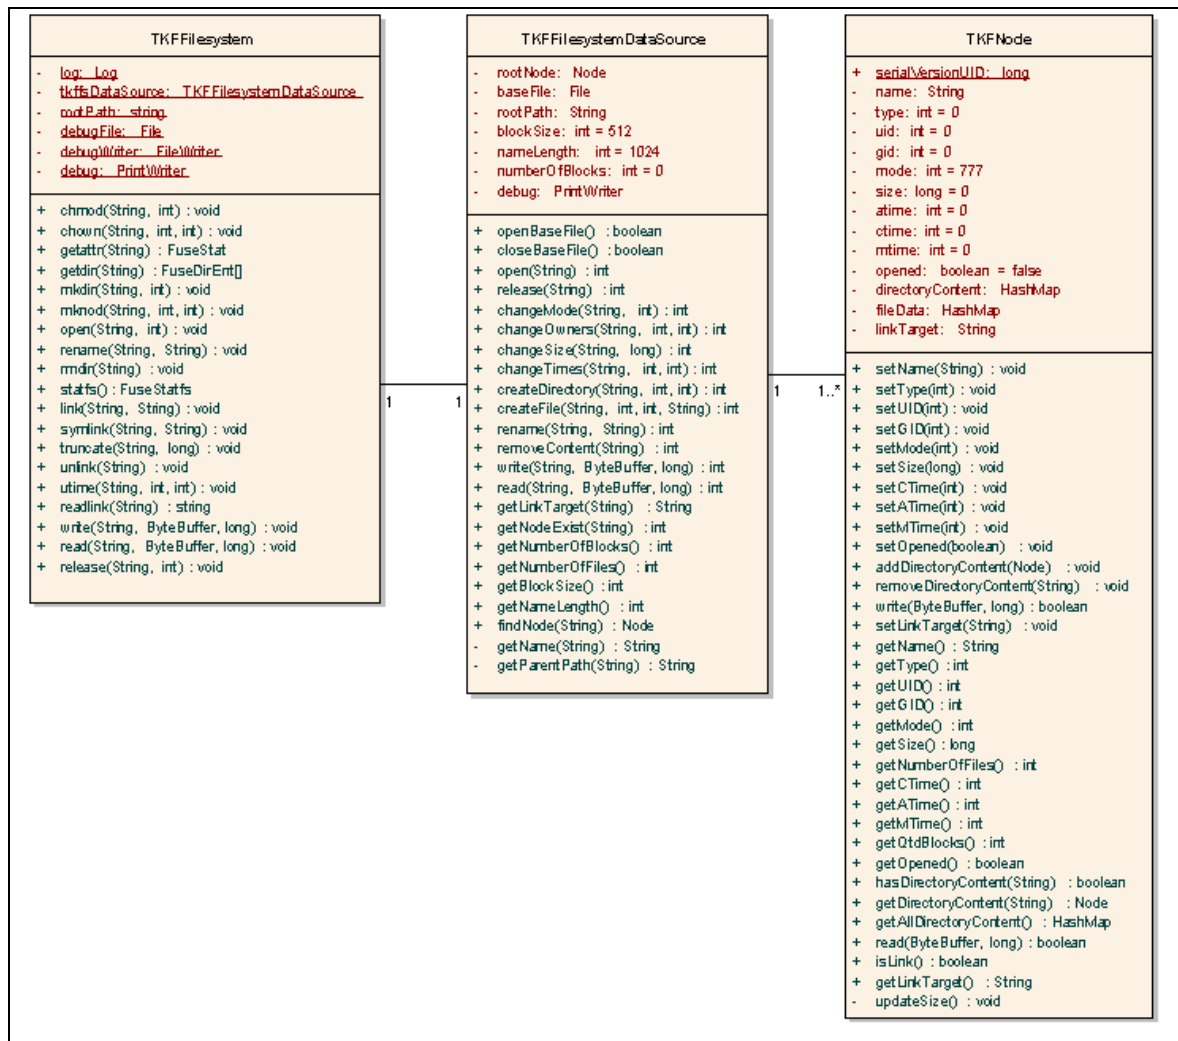 TKFFilesystem
- log: Log
- tkffsDataSource: TKFFilesystemDataSource
- rootPath: string
- debugFile: File
- debugWriter: FileWriter
- debug: PrintWriter
+ chmod(String, int) : void
+ chown(String, int, int) : void
+ getattr(String) : FuseStat
+ getdir(String) : FuseDirEnt[]
+ mkdir(String, int) : void
+ mknod(String, int, int) : void
+ open(String, int) : void
+ rename(String, String) : void
+ rmdir(String) : void
+ statfs() : FuseStatfs
+ link(String, String) : void
+ symlink(String, String) : void
+ truncate(String, long) : void
+ unlink(String) : void
+ utime(String, int, int) : void
+ readlink(String) : string
+ write(String, ByteBuffer, long) : void
+ read(String, ByteBuffer, long) : void
+ release(String, int) : void
1
1
TKFFilesystemDataSource
- rootNode: Node
- baseFile: File
- rootPath: String
- blockSize: int = 512
- nameLength: int = 1024
- numberOfBlocks: int = 0
- debug: PrintWriter
+ openBaseFile() : boolean
+ closeBaseFile() : boolean
+ open(String) : int
+ release(String) : int
+ changeMode(String, int) : int
+ changeOwners(String, int, int) : int
+ changeSize(String, long) : int
+ changeTimes(String, int, int) : int
+ createDirectory(String, int, int) : int
+ createFile(String, int, int, String) : int
+ rename(String, String) : int
+ removeContent(String) : int
+ write(String, ByteBuffer, long) : int
+ read(String, ByteBuffer, long) : int
+ getLinkTarget(String) : String
+ getNodeExist(String) : int
+ getNumberOfBlocks() : int
+ getNumberOfFiles() : int
+ getBlockSize() : int
+ getNameLength() : int
+ findNode(String) : Node
- getName(String) : String
- getParentPath(String) : String
1
1..*
TKFNode
+ serialVersionUID: long
- name: String
- type: int = 0
- uid: int = 0
- gid: int = 0
- mode: int = 777
- size: long = 0
- atime: int = 0
- ctime: int = 0
- mtime: int = 0
- opened: boolean = false
- directoryContent: HashMap
- fileData: HashMap
- linkTarget: String
+ setName(String) : void
+ setType(int) : void
+ setUID(int) : void
+ setGID(int) : void
+ setMode(int) : void
+ setSize(long) : void
+ setCTime(int) : void
+ setATime(int) : void
+ setMTime(int) : void
+ setOpened(boolean) : void
+ addDirectoryContent(Node) : void
+ removeDirectoryContent(String) : void
+ write(ByteBuffer, long) : boolean
+ setLinkTarget(String) : void
+ getName() : String
+ getType() : int
+ getUID() : int
+ getGID() : int
+ getMode() : int
+ getSize() : long
+ getNumberOfFiles() : int
+ getCTime() : int
+ getATime() : int
+ getMTime() : int
+ getQtdBlocks() : int
+ getOpened() : boolean
+ hasDirectoryContent(String) : boolean
+ getDirectoryContent(String) : Node
+ getAllDirectoryContent() : HashMap
+ read(ByteBuffer, long) : boolean
+ isLink() : boolean
+ getLinkTarget() : String
- updateSize() : void